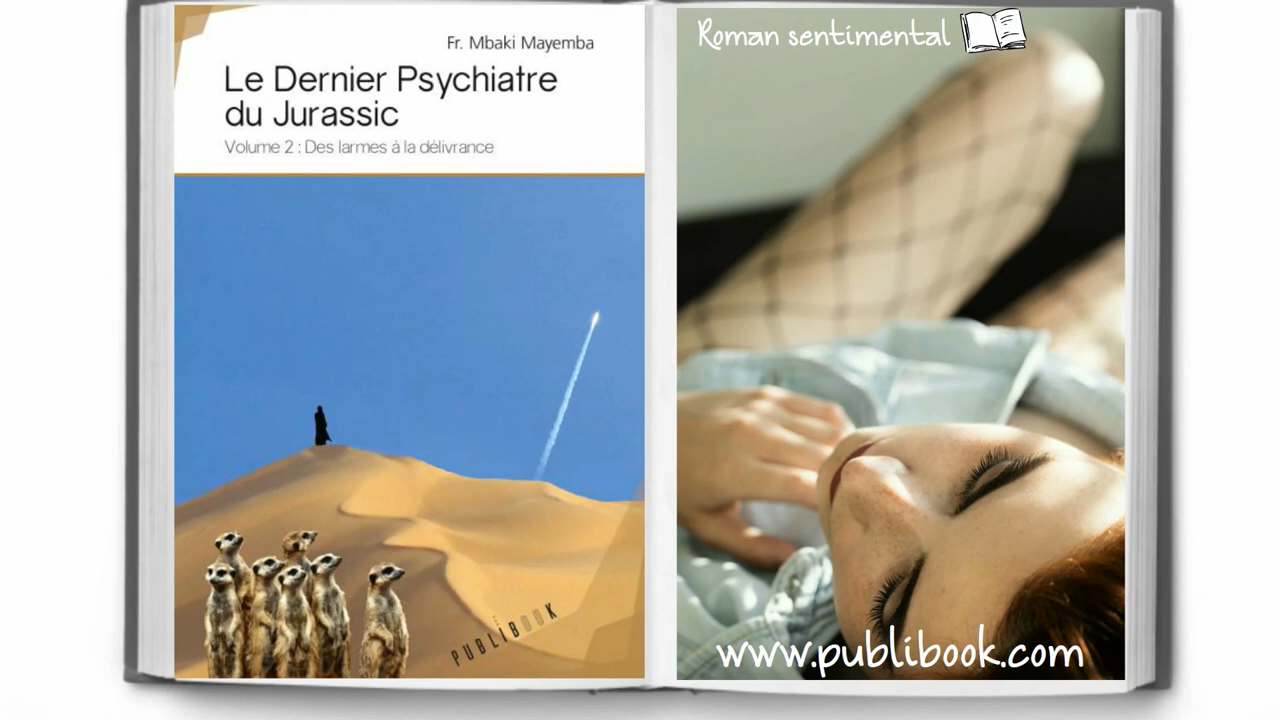 Fr. Mbaki Mayemba
Le Dernier Psychiatre
du Jurassic
Volume 2 : Des larmes à la délivrance
PUBLIBOOK
Roman sentimental
www.publibook.com